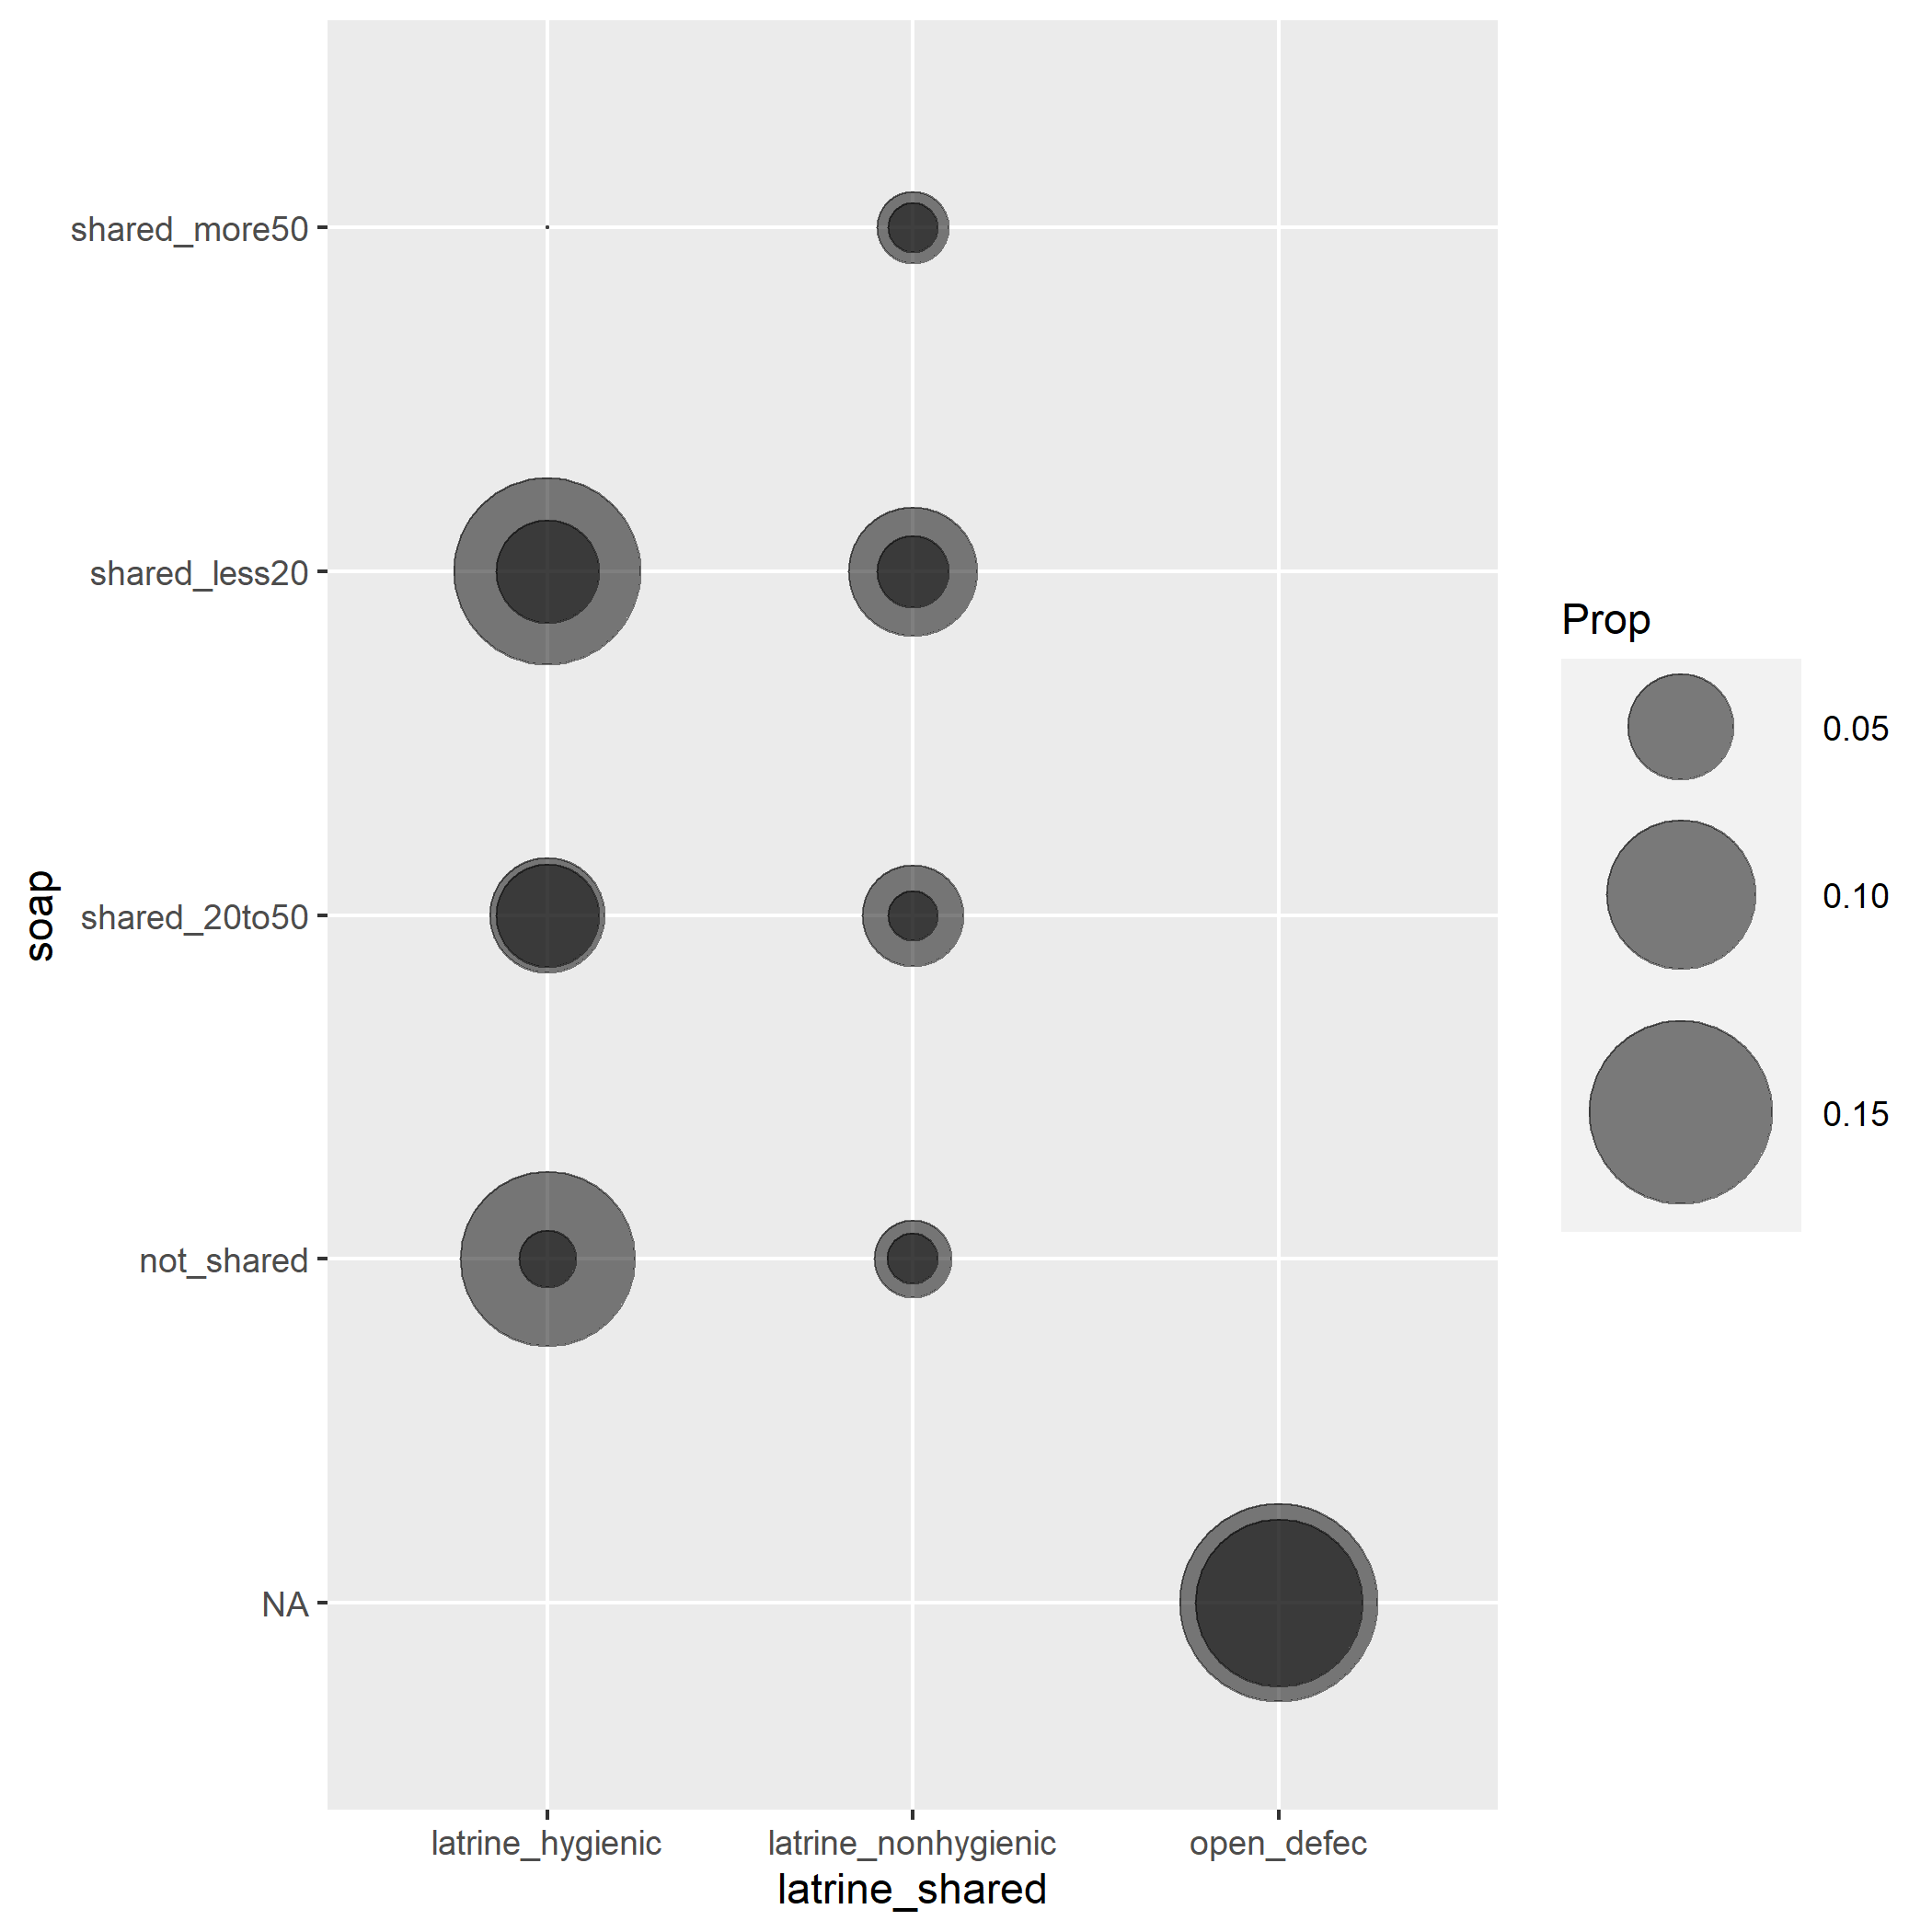 shared_more50
shared_less20
shared_20to50
not_shared
NA
soap
latrine_hygienic
latrine_nonhygienic
open_defec
latrine_shared
Prop
0.05
0.10
0.15